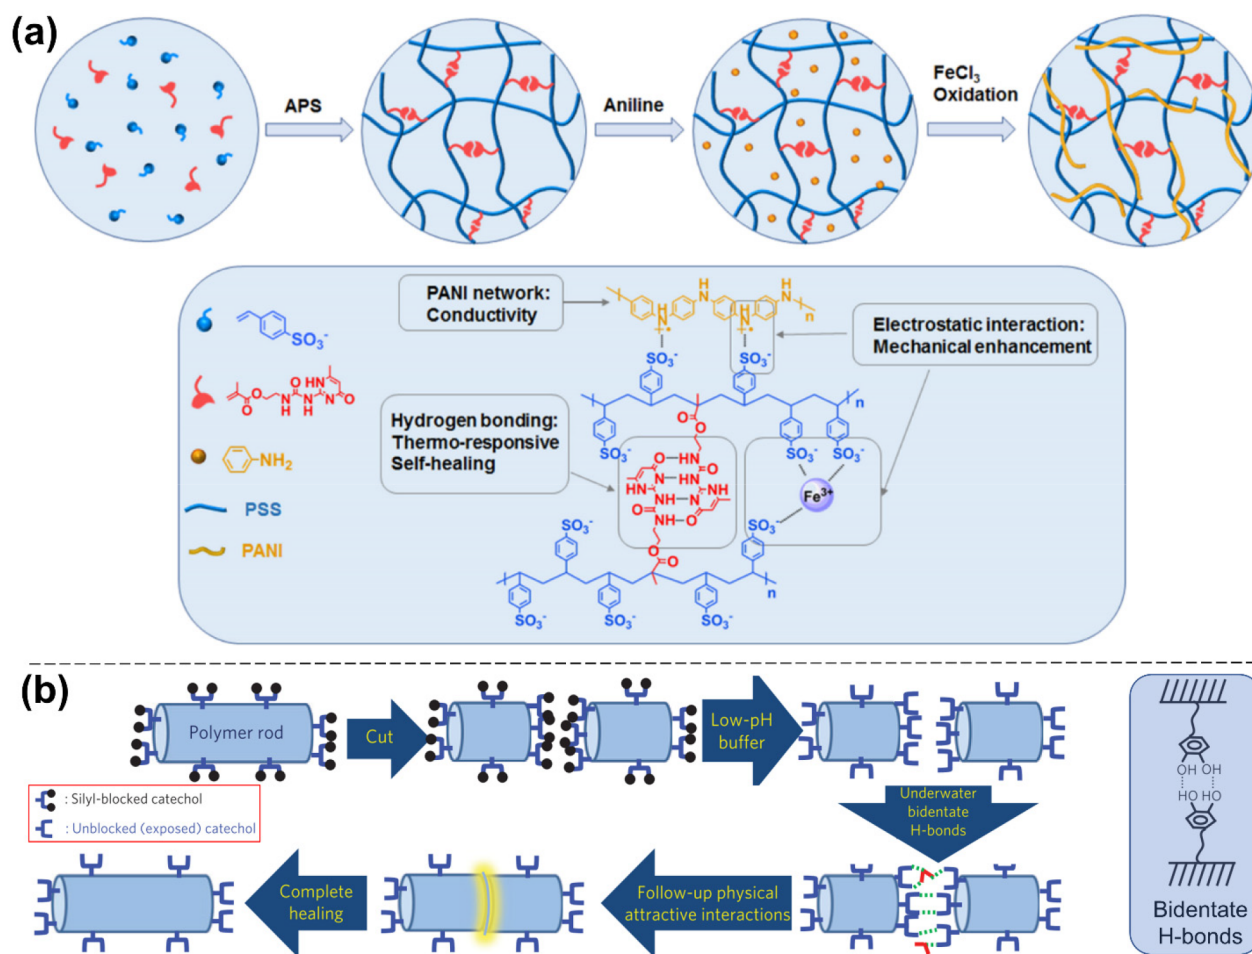 (a)
APS
Aniline
FeCl₃
Oxidation
PANI network:
Conductivity
Electrostatic interaction:
Mechanical enhancement
Hydrogen bonding:
Thermo-responsive
Self-healing
SO₃⁻
NH₂
PSS
PANI
Fe³⁺
n
n
n
(b)
Polymer rod
Cut
Low-pH
buffer
: Silyl-blocked catechol
: Unblocked (exposed) catechol
Underwater
bidentate
H-bonds
Complete
healing
Follow-up physical
attractive interactions
OH OH
HO HO
Bidentate
H-bonds